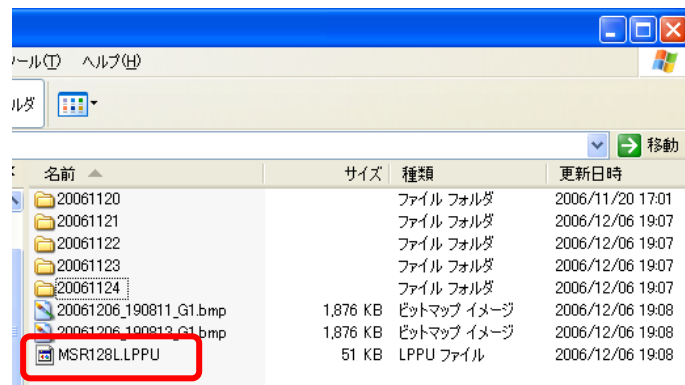 ツール(T) ヘルプ(H)
ルダ
移動
名前 サイズ 種類 更新日時
20061120 ファイル フォルダ 2006/11/20 17:01
20061121 ファイル フォルダ 2006/12/06 19:07
20061122 ファイル フォルダ 2006/12/06 19:07
20061123 ファイル フォルダ 2006/12/06 19:07
20061124 ファイル フォルダ 2006/12/06 19:07
20061206_190811_G1.bmp 1,876 KB ビットマップ イメージ 2006/12/06 19:08
20061206_190813_G1.bmp 1,876 KB ビットマップ イメージ 2006/12/06 19:08
MSR128L.LPPU 51 KB LPPU ファイル 2006/12/06 19:08